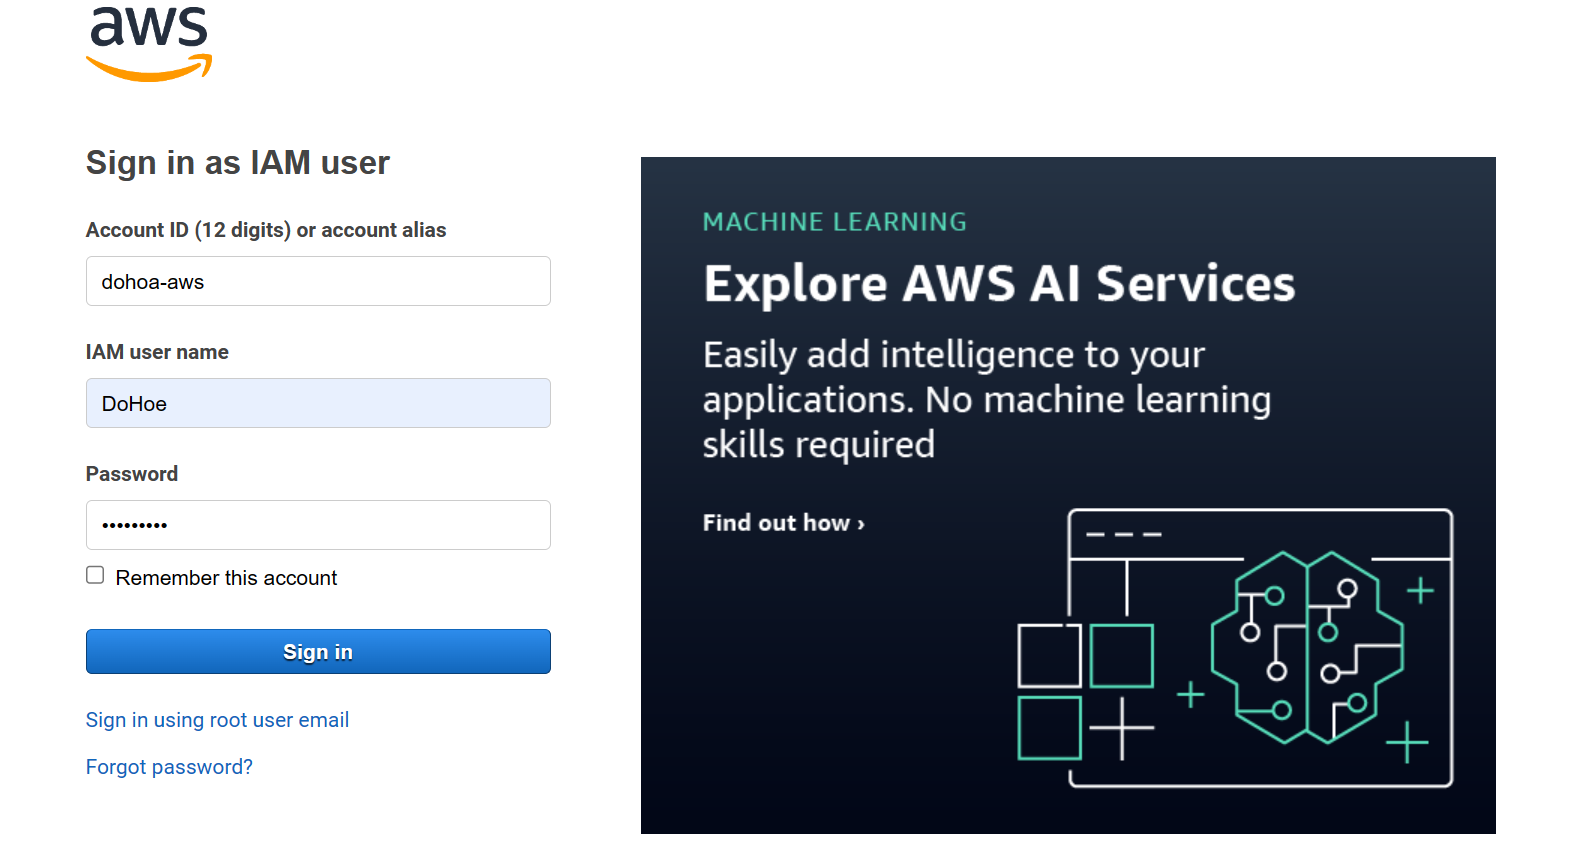 aws
Sign in as IAM user
Account ID (12 digits) or account alias
dohoa-aws
IAM user name
DoHoe
Password
•••••••••
Remember this account
Sign in
Sign in using root user email
Forgot password?
MACHINE LEARNING
Explore AWS AI Services
Easily add intelligence to your
applications. No machine learning
skills required
Find out how ›